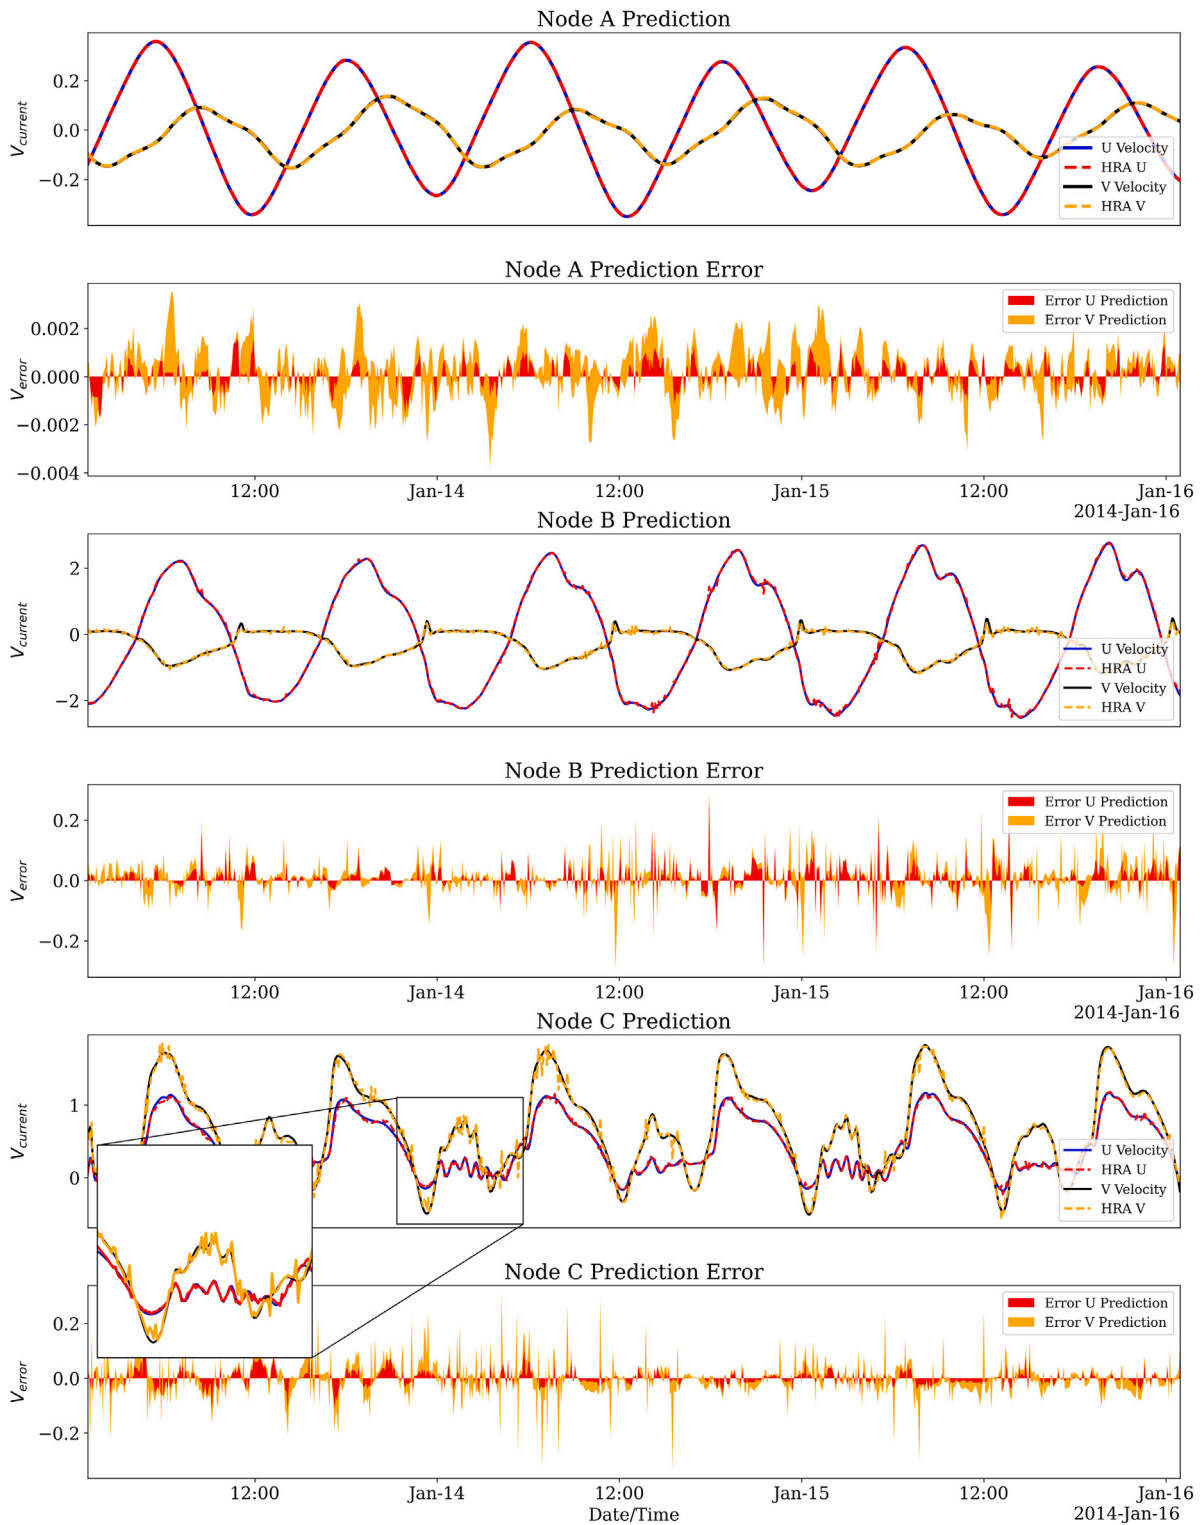 Node A Prediction
V_current
0.2
0.0
−0.2
U Velocity
HRA U
V Velocity
HRA V
Node A Prediction Error
V_error
0.002
0.000
−0.002
−0.004
Error U Prediction
Error V Prediction
12:00 Jan-14 12:00 Jan-15 12:00 Jan-16
2014-Jan-16
Node B Prediction
V_current
2
0
−2
U Velocity
HRA U
V Velocity
HRA V
Node B Prediction Error
V_error
0.2
0.0
−0.2
Error U Prediction
Error V Prediction
12:00 Jan-14 12:00 Jan-15 12:00 Jan-16
2014-Jan-16
Node C Prediction
V_current
1
0
U Velocity
HRA U
V Velocity
HRA V
Node C Prediction Error
V_error
0.2
0.0
−0.2
Error U Prediction
Error V Prediction
12:00 Jan-14 12:00 Jan-15 12:00 Jan-16
Date/Time 2014-Jan-16